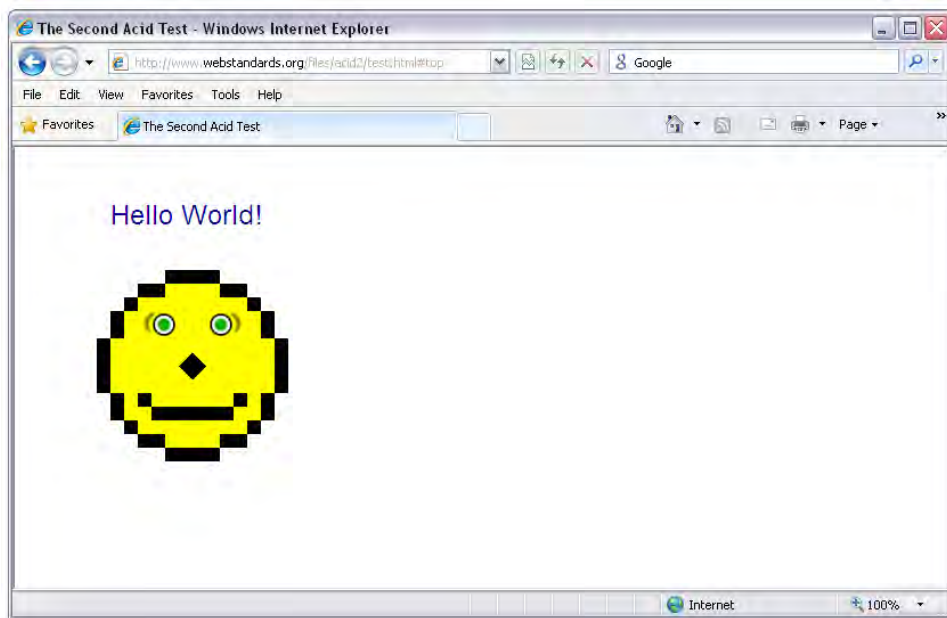 The Second Acid Test - Windows Internet Explorer
http://www.webstandards.org/files/acid2/test.html#top
Google
File Edit View Favorites Tools Help
Favorites The Second Acid Test Page
Hello World!
Internet 100%